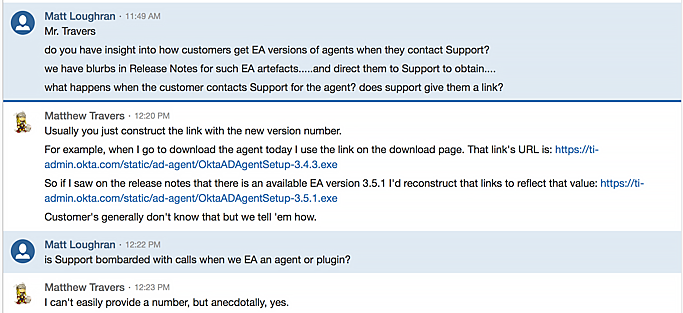 Matt Loughran · 11:49 AM
Mr. Travers
do you have insight into how customers get EA versions of agents when they contact Support?
we have blurbs in Release Notes for such EA artefacts.....and direct them to Support to obtain....
what happens when the customer contacts Support for the agent? does support give them a link?
Matthew Travers · 12:20 PM
Usually you just construct the link with the new version number.
For example, when I go to download the agent today I use the link on the download page. That link's URL is: https://ti-
admin.okta.com/static/ad-agent/OktaADAgentSetup-3.4.3.exe
So if I saw on the release notes that there is an available EA version 3.5.1 I'd reconstruct that links to reflect that value: https://ti-
admin.okta.com/static/ad-agent/OktaADAgentSetup-3.5.1.exe
Customer's generally don't know that but we tell 'em how.
Matt Loughran · 12:22 PM
is Support bombarded with calls when we EA an agent or plugin?
Matthew Travers · 12:23 PM
I can't easily provide a number, but anecdotally, yes.